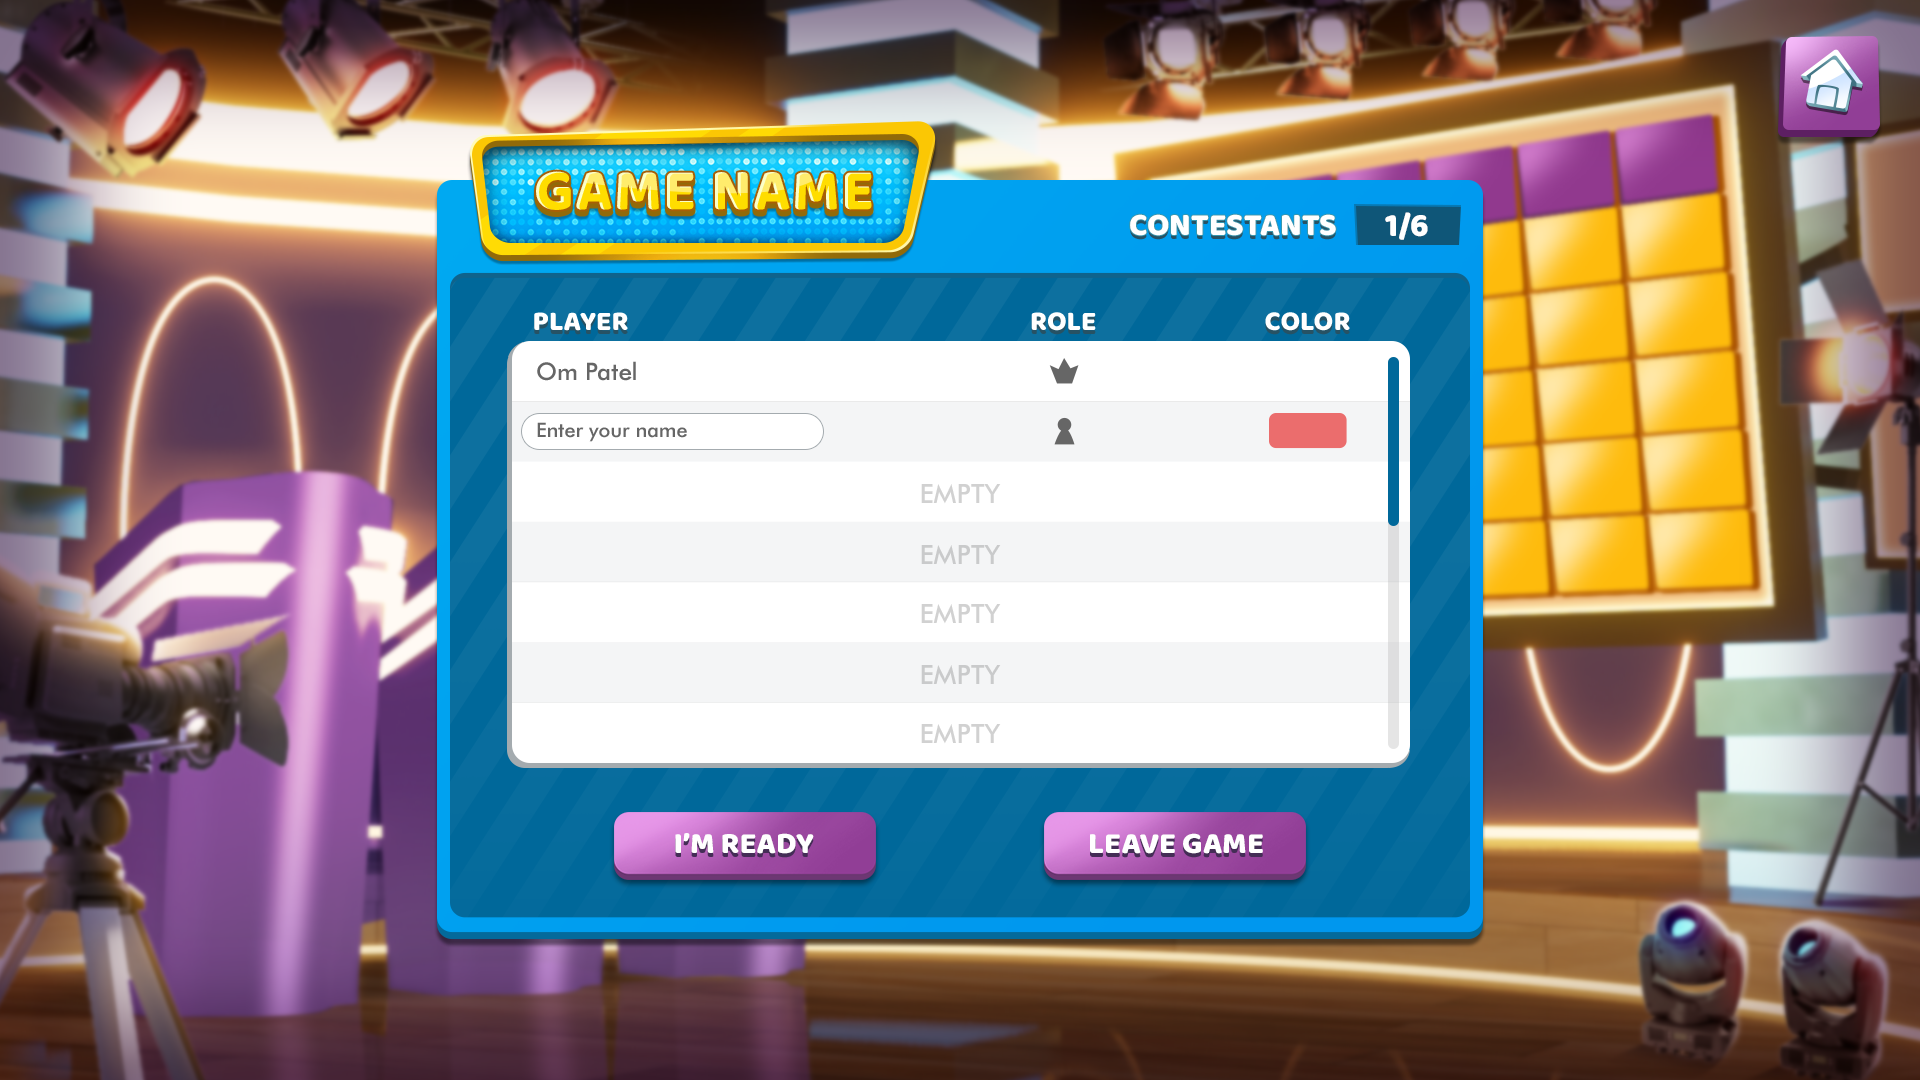 GAME NAME
CONTESTANTS 1/6
PLAYER ROLE COLOR
Om Patel
Enter your name
EMPTY
EMPTY
EMPTY
EMPTY
EMPTY
I'M READY LEAVE GAME